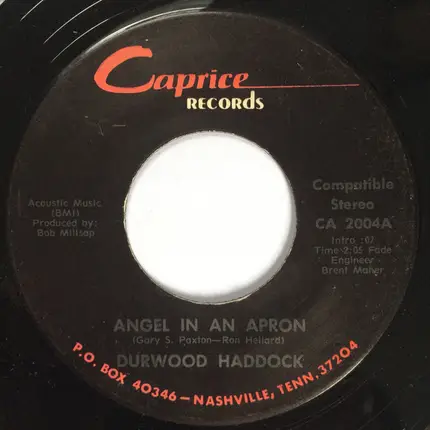 Caprice
RECORDS
Acoustic Music
(BMI)
Produced by:
Bob Millsap
Compatible
Stereo
CA 2004A
Intro :07
Time 2:05 Fade
Engineer
Brent Maher
ANGEL IN AN APRON
(Gary S. Paxton—Ron Hellard)
DURWOOD HADDOCK
P.O. BOX 40346 — NASHVILLE, TENN. 37204